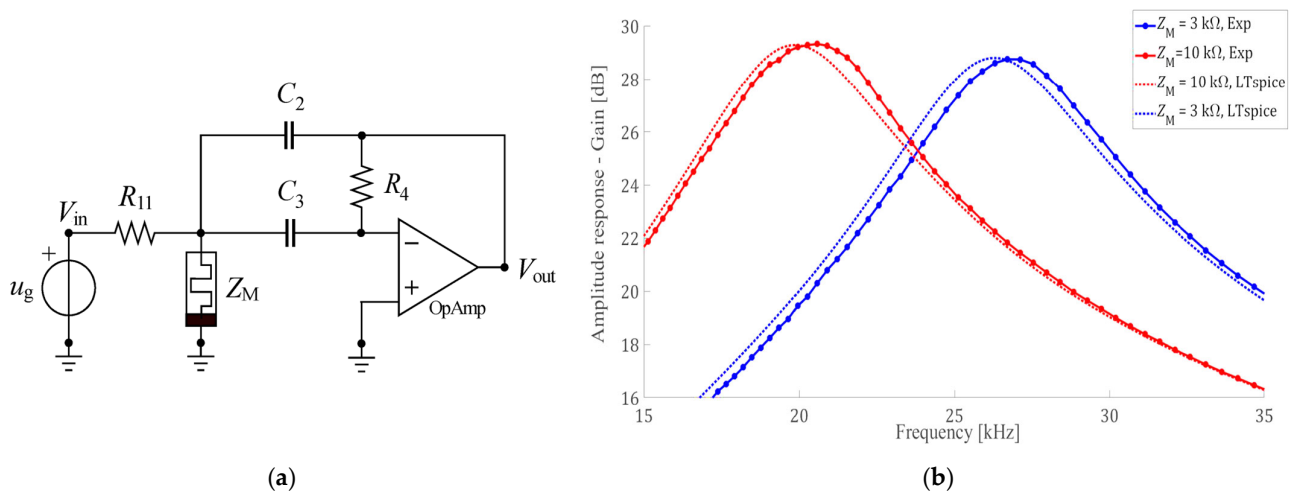 C2
C3
R4
R11
Vin
+
ug
ZM
−
+
OpAmp
Vout
(a)
Amplitude response - Gain [dB]
30
28
26
24
22
20
18
16
15
20
25
30
35
Frequency [kHz]
ZM = 3 kΩ, Exp
ZM=10 kΩ, Exp
ZM = 10 kΩ, LTspice
ZM = 3 kΩ, LTspice
(b)